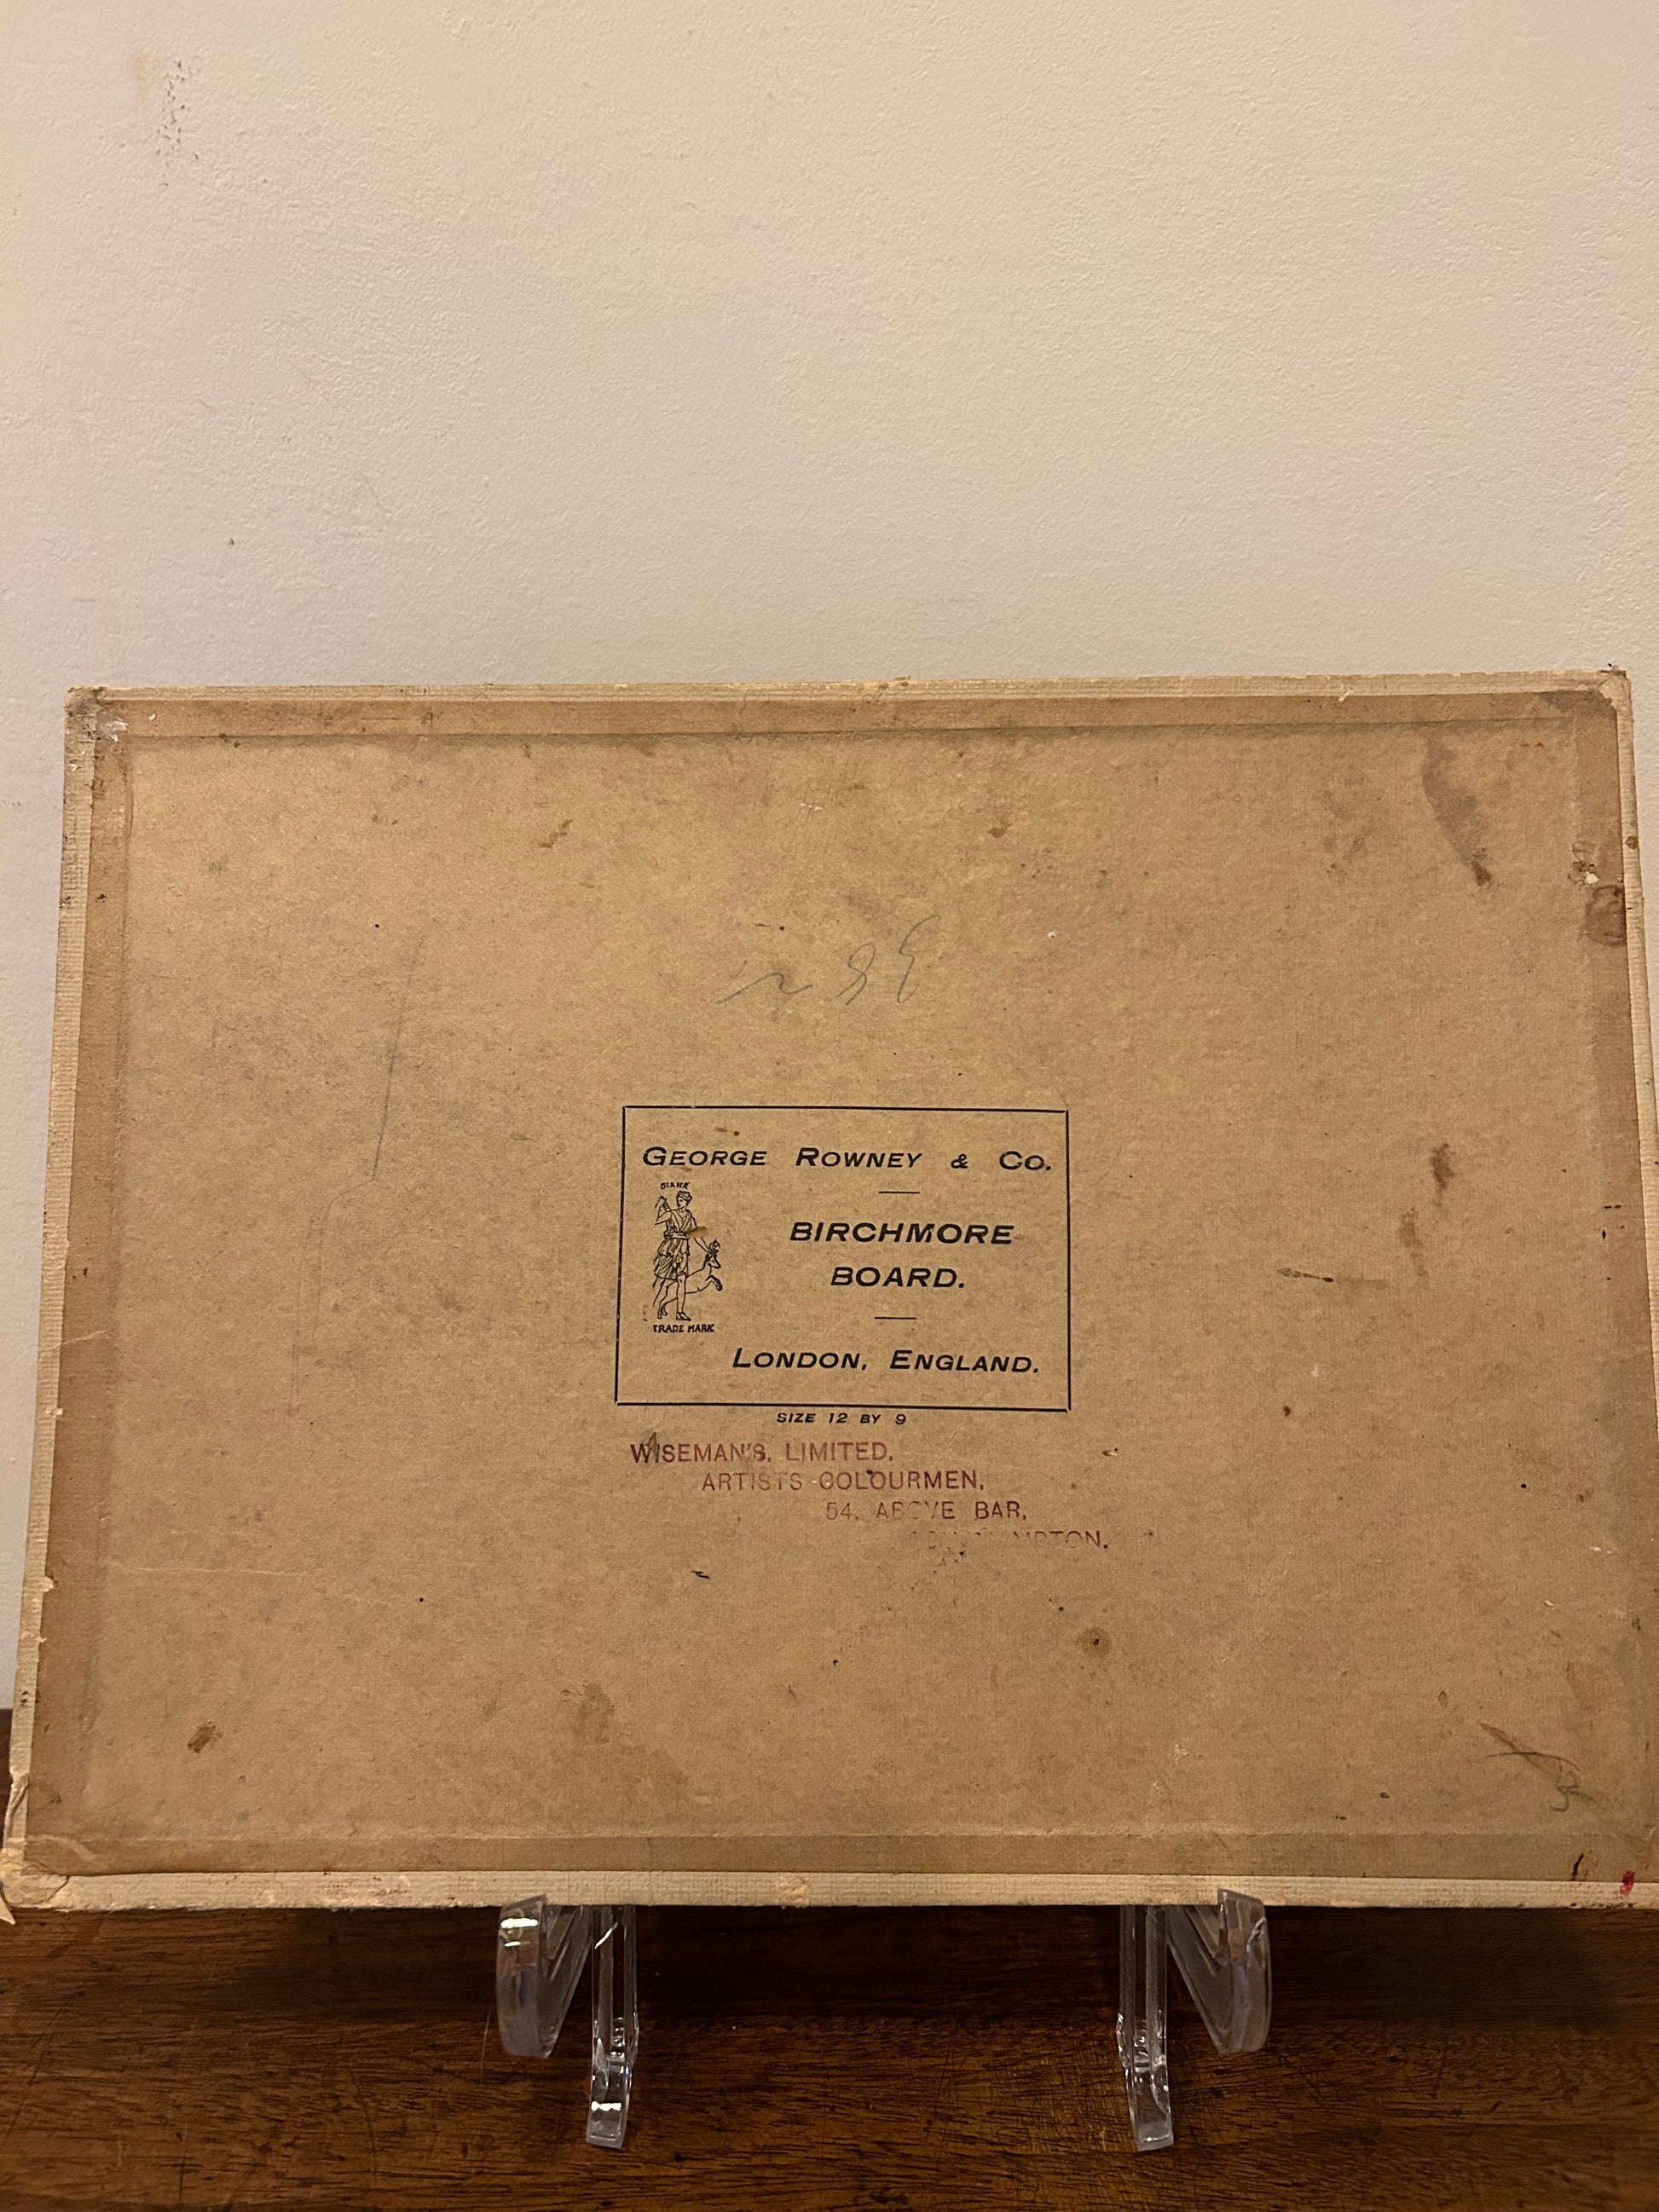 GEORGE ROWNEY & CO.
DIANA
BIRCHMORE
BOARD.
TRADE MARK
LONDON, ENGLAND.
SIZE 12 BY 9
WISEMAN'S, LIMITED,
ARTISTS COLOURMEN,
54, ABOVE BAR,
SOUTHAMPTON.